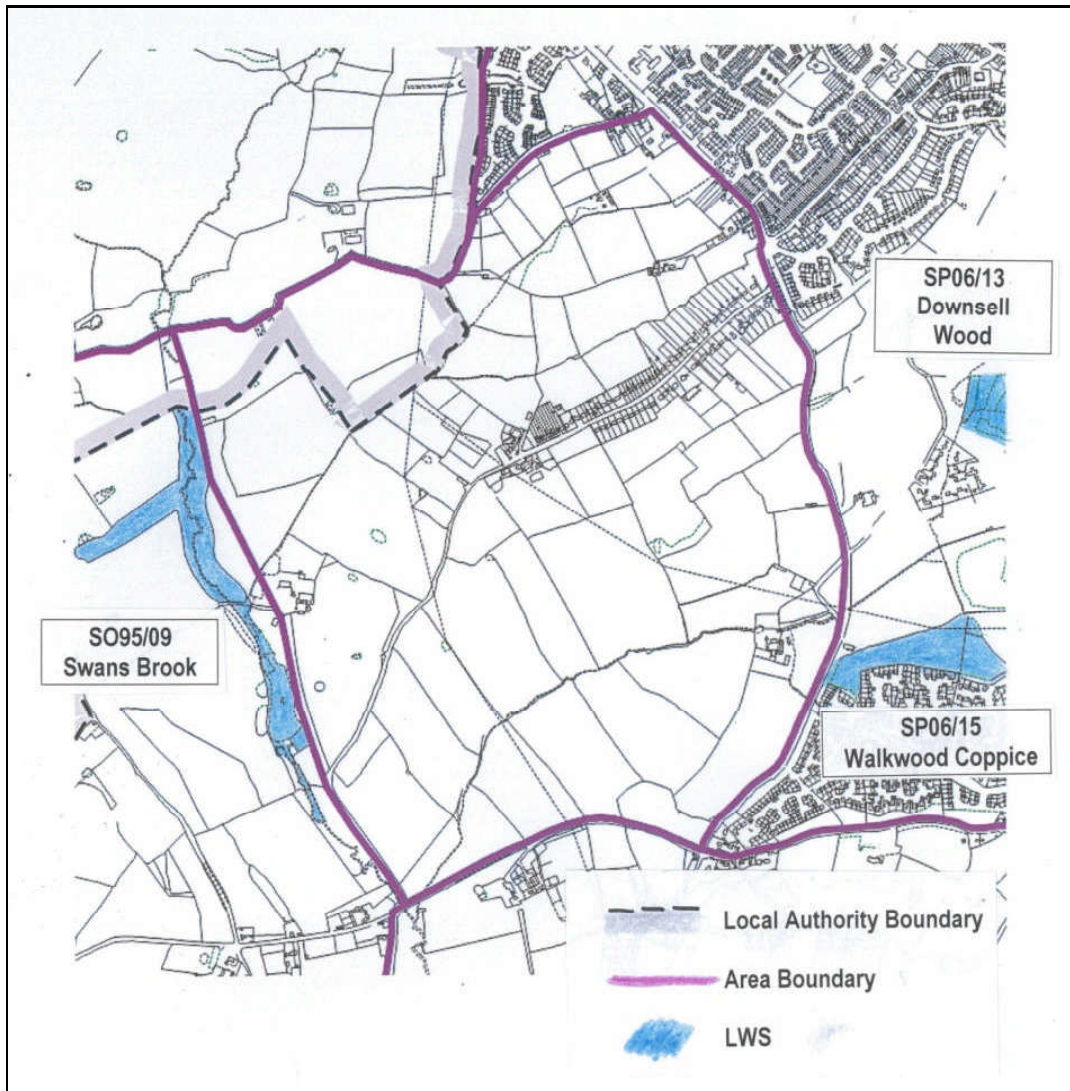 SP06/13
Downsell
Wood
SO95/09
Swans Brook
SP06/15
Walkwood Coppice
Local Authority Boundary
Area Boundary
LWS